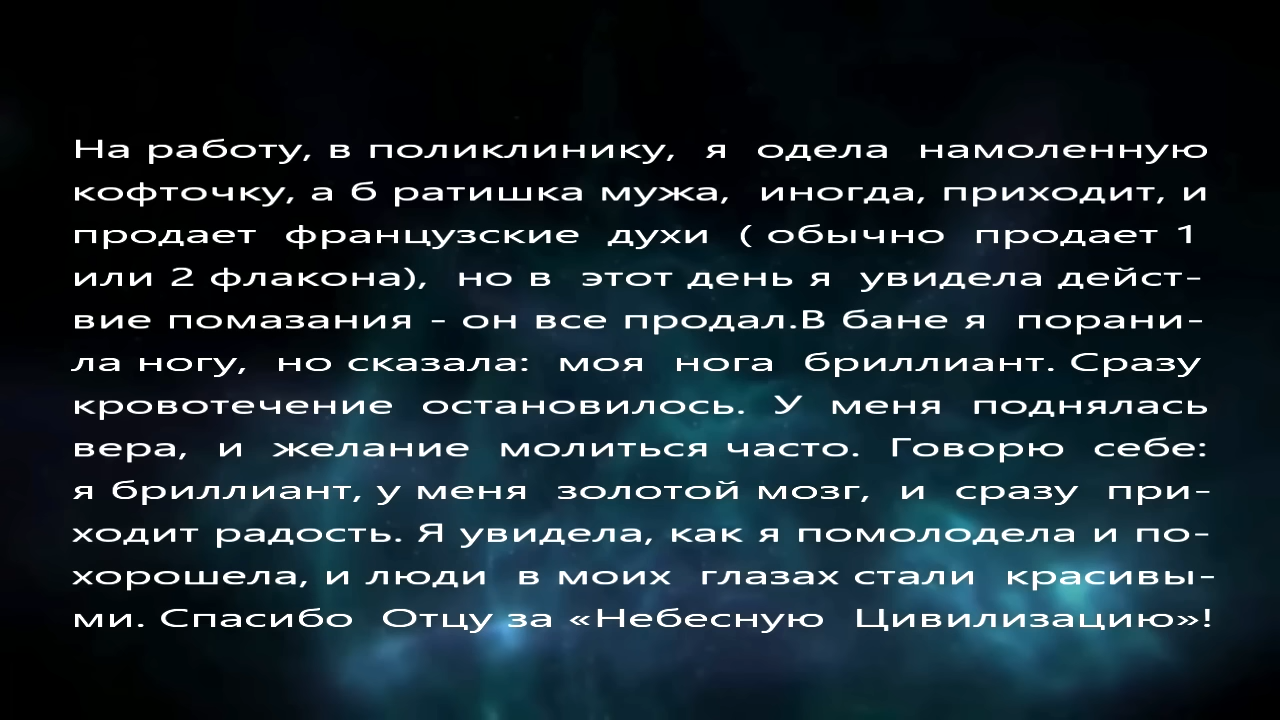 На работу, в поликлинику, я одела намоленную
кофточку, а б ратишка мужа, иногда, приходит, и
продает французские духи ( обычно продает 1
или 2 флакона), но в этот день я увидела дейст-
вие помазания - он все продал.В бане я порани-
ла ногу, но сказала: моя нога бриллиант. Сразу
кровотечение остановилось. У меня поднялась
вера, и желание молиться часто. Говорю себе:
я бриллиант, у меня золотой мозг, и сразу при-
ходит радость. Я увидела, как я помолодела и по-
хорошела, и люди в моих глазах стали красивы-
ми. Спасибо Отцу за «Небесную Цивилизацию»!